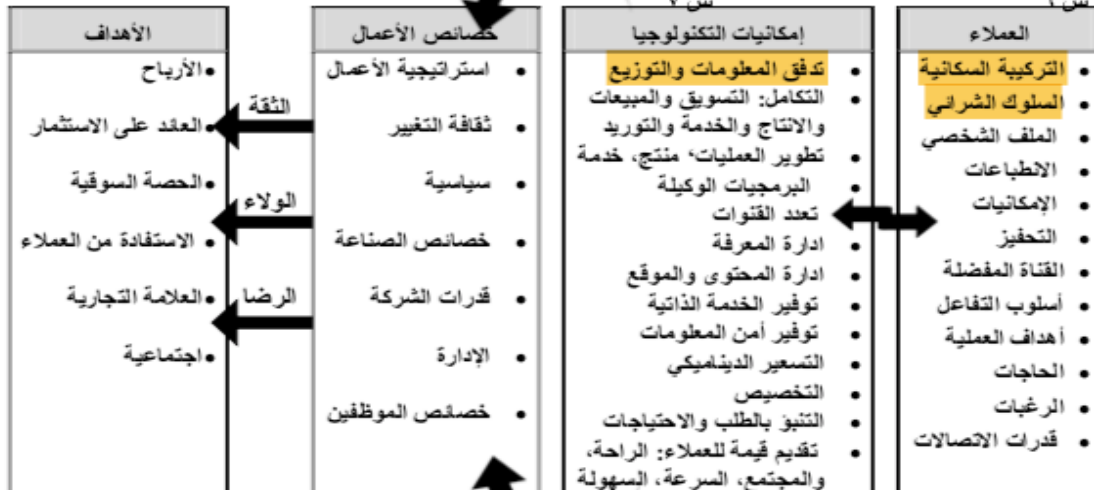 العملاء
التركيبة السكانية
السلوك الشرائي
الملف الشخصي
الانطباعات
الإمكانيات
التحفيز
القناة المفضلة
أسلوب التفاعل
أهداف العملية
الحاجات
الرغبات
قدرات الاتصالات
إمكانيات التكنولوجيا
تدفق المعلومات والتوزيع
التكامل: التسويق والمبيعات
والانتاج والخدمة والتوريد
تطوير العمليات، منتج، خدمة
البرمجيات الوكيلة
تعدد القنوات
ادارة المعرفة
ادارة المحتوى والموقع
توفير الخدمة الذاتية
توفير أمن المعلومات
التسعير الديناميكي
التخصيص
التنبؤ بالطلب والاحتياجات
تقديم قيمة للعملاء: الراحة،
والمجتمع، السرعة، السهولة
خصائص الأعمال
استراتيجية الأعمال
ثقافة التغيير
سياسية
خصائص الصناعة
قدرات الشركة
الإدارة
خصائص الموظفين
الثقة
الولاء
الرضا
الأهداف
الأرباح
العائد على الاستثمار
الحصة السوقية
الاستفادة من العملاء
العلامة التجارية
اجتماعية